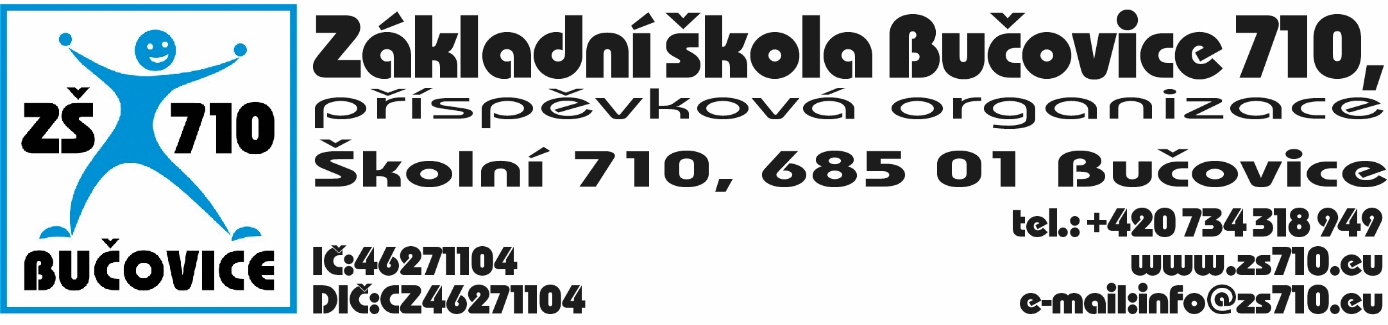 ZŠ 710
BUČOVICE
Základní škola Bučovice 710,
příspěvková organizace
Školní 710, 685 01 Bučovice
tel.: +420 734 318 949
IČ:46271104
www.zs710.eu
DIČ:CZ46271104
e-mail:info@zs710.eu